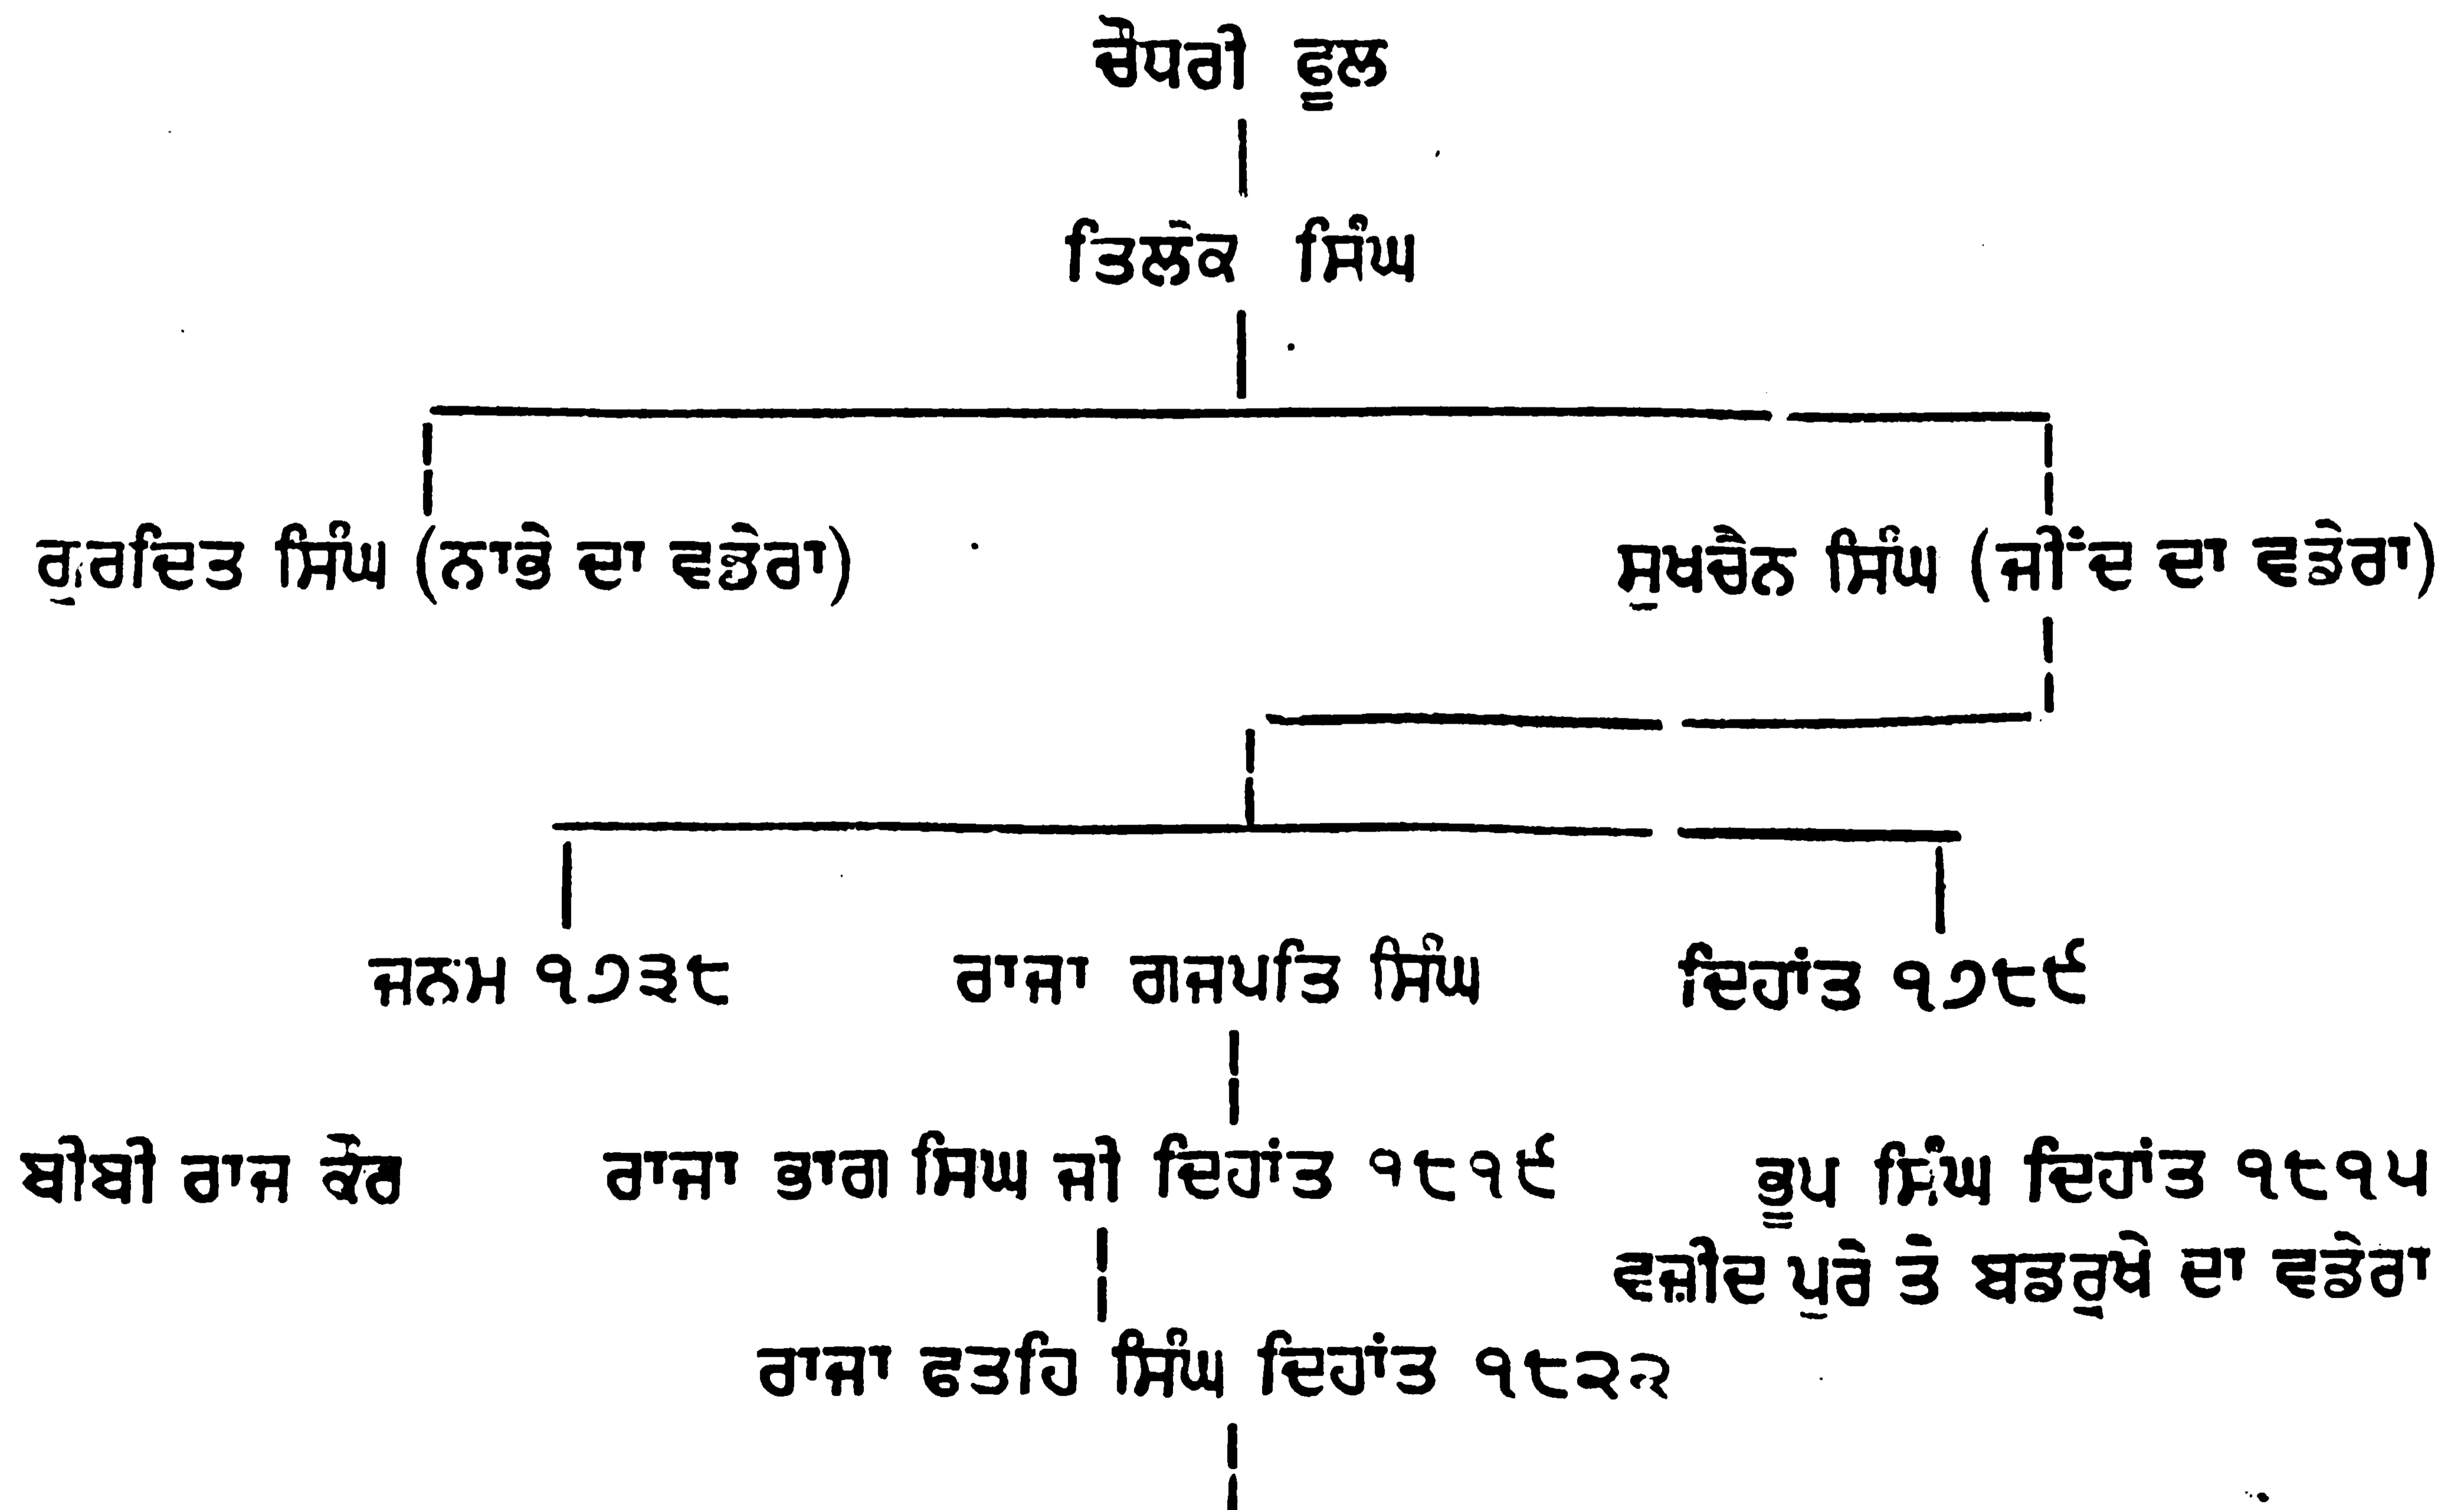 ਚੌਧਰੀ ਫੂਲ
ਤਿਲੋਕ ਸਿੰਘ
ਗੁਰਦਿਤ ਸਿੰਘ (ਨਾਭੇ ਦਾ ਵਡੇਰਾ) ਸੁਖਚੈਨ ਸਿੰਘ (ਜੀਂਦ ਦਾ ਵਡੇਰਾ)
ਜਨਮ ੧੭੩੮ ਰਾਜਾ ਗਜਪਤਿ ਸਿੰਘ ਦਿਹਾਂਤ ੧੭੮੯
ਬੀਬੀ ਰਾਜ ਕੌਰ ਰਾਜਾ ਭਾਗ ਸਿਘ ਜੀ ਦਿਹਾਂਤ ੧੮੧੯ ਭੂਪ ਸਿੰਘ ਦਿਹਾਂਤ ੧੮੧੫
ਵਜ਼ੀਦ ਪੁਰੇ ਤੇ ਬਡਰੁਖੇ ਦਾ ਵਡੇਰਾ
ਰਾਜਾ ਫਤਹਿ ਸਿੰਘ ਦਿਹਾਂਤ ੧੮੨੨